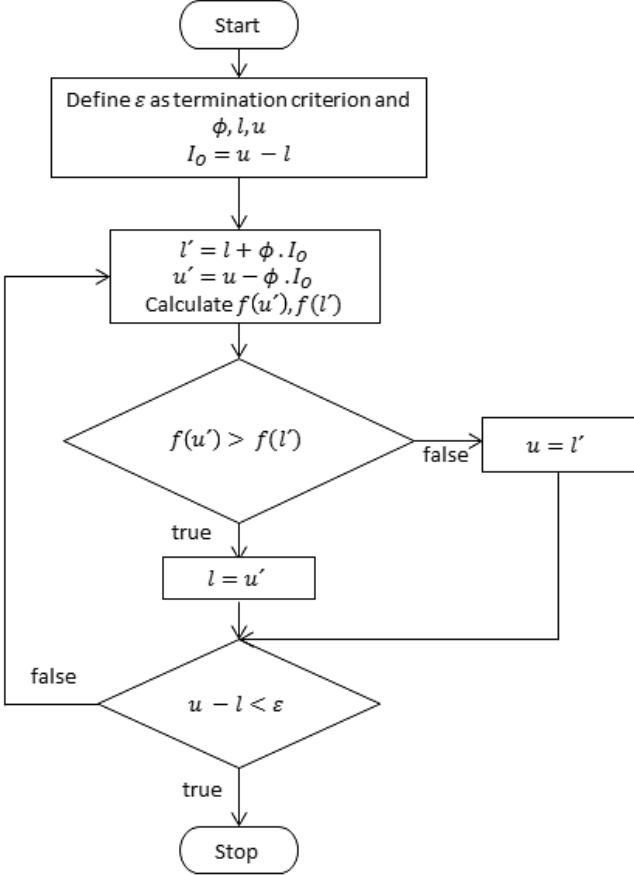 Start
Define ε as termination criterion and
ϕ, l, u
I₀ = u − l
l´ = l + ϕ . I₀
u´ = u − ϕ . I₀
Calculate f(u´), f(l´)
f(u´) > f(l´)
false
u = l´
true
l = u´
false
u − l < ε
true
Stop